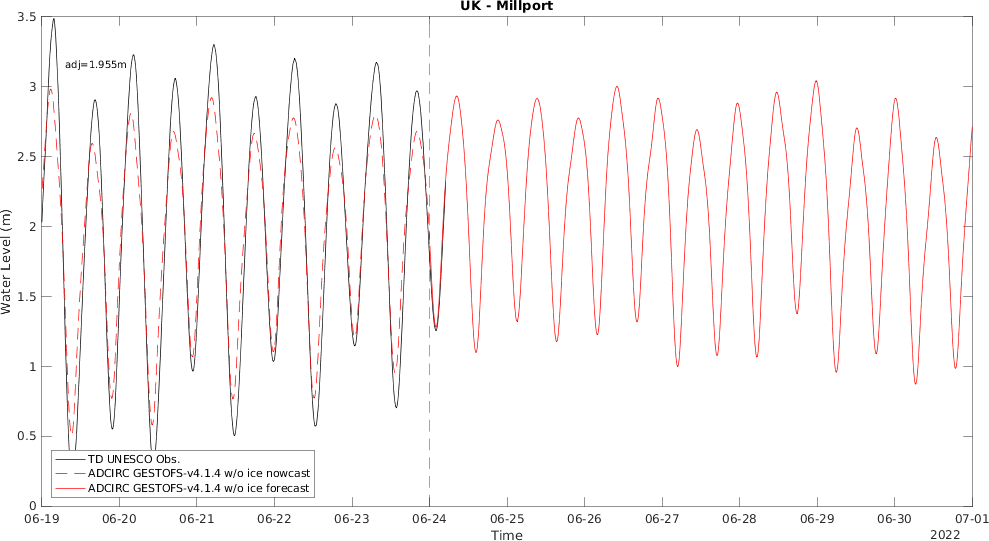 UK - Millport
3.5
adj=1.955m
3
2.5
2
1.5
1
0.5
0
Water Level (m)
TD UNESCO Obs.
ADCIRC GESTOFS-v4.1.4 w/o ice nowcast
ADCIRC GESTOFS-v4.1.4 w/o ice forecast
06-19 06-20 06-21 06-22 06-23 06-24 06-25 06-26 06-27 06-28 06-29 06-30 07-01
Time
2022